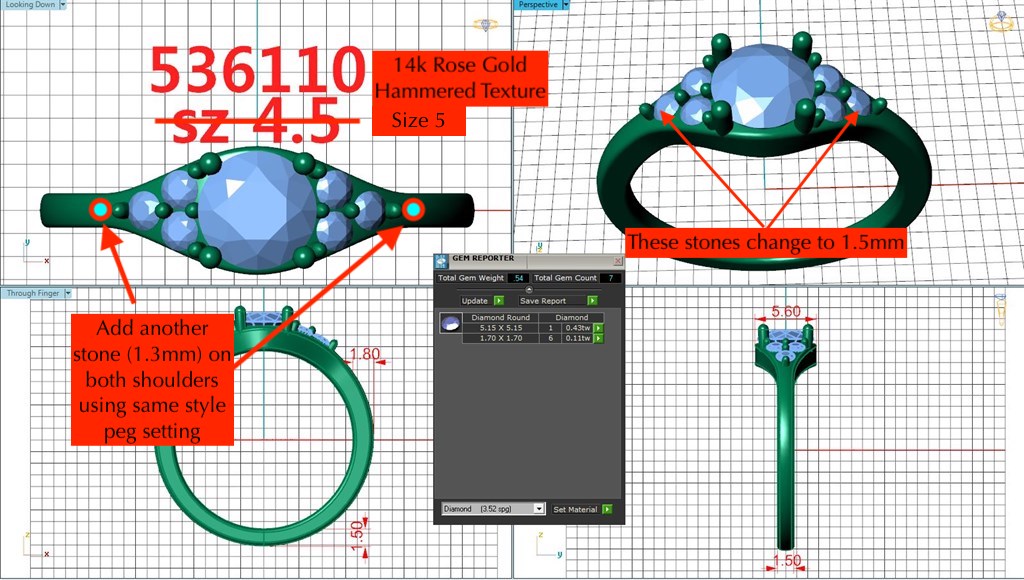 Looking Down
Perspective
536110
sz 4.5
14k Rose Gold
Hammered Texture
Size 5
y
x
z
y
These stones change to 1.5mm
GEM REPORTER
Total Gem Weight .54 Total Gem Count 7
Update Save Report
Diamond Round Diamond
5.15 X 5.15 1 0.43tw
1.70 X 1.70 6 0.11tw
Diamond (3.52 spg) Set Material
Through Finger
Add another
stone (1.3mm) on
both shoulders
using same style
peg setting
1.80
1.50
z
x
5.60
1.50
z
y